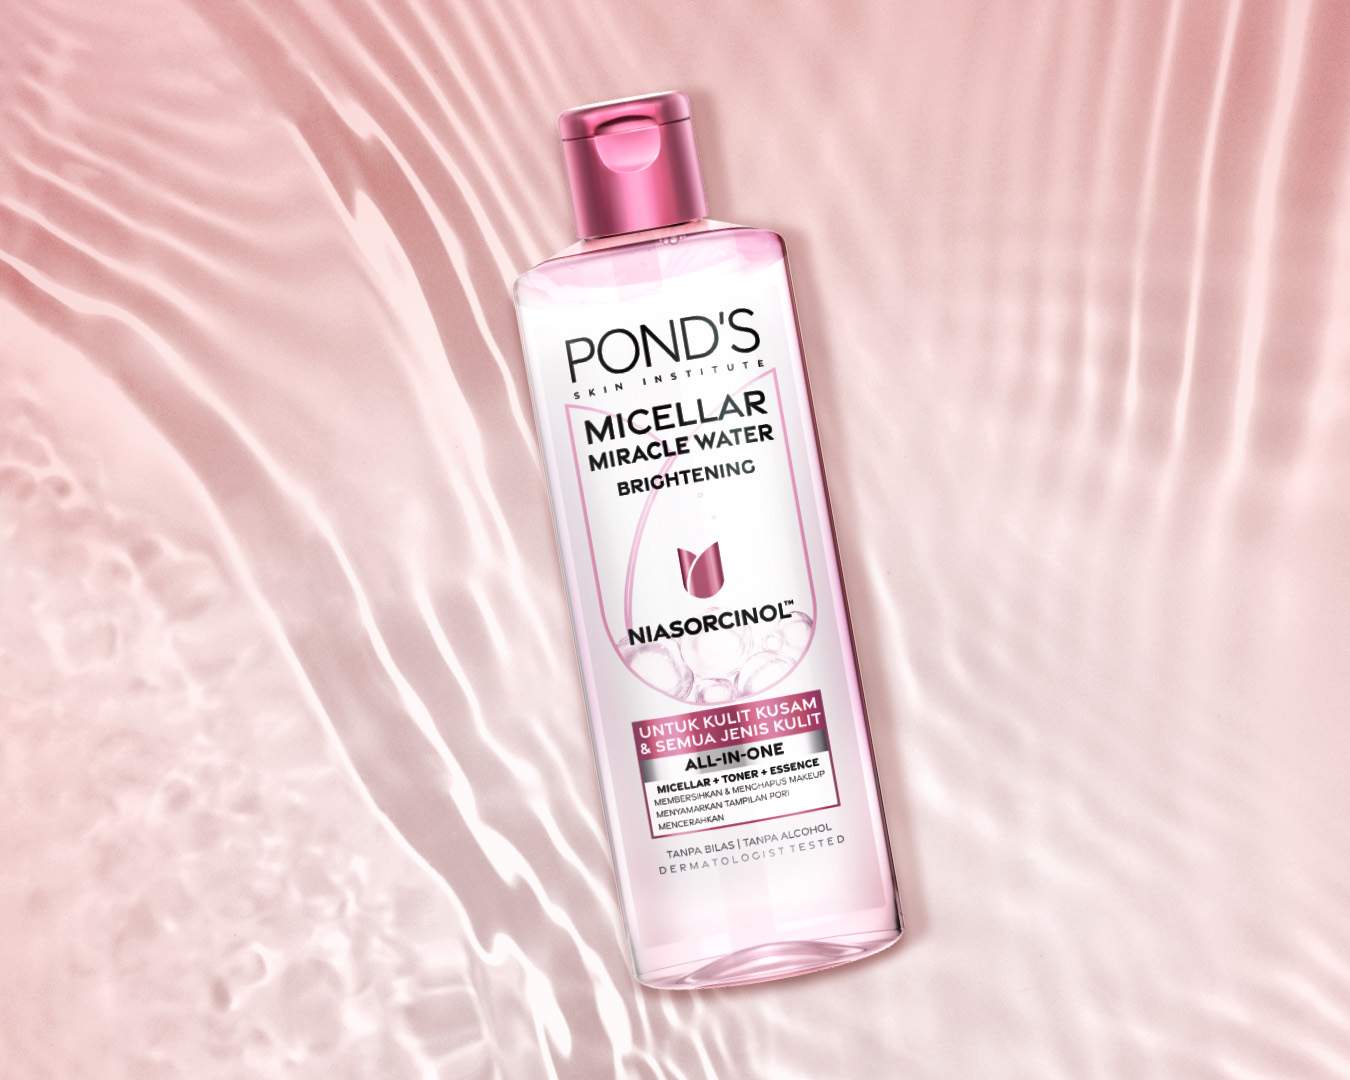 POND'S
SKIN INSTITUTE
MICELLAR
MIRACLE WATER
BRIGHTENING
NIASORCINOL™
UNTUK KULIT KUSAM
& SEMUA JENIS KULIT
ALL-IN-ONE
MICELLAR + TONER + ESSENCE
MEMBERSIHKAN & MENGHAPUS MAKEUP
MENYAMARKAN TAMPILAN PORI
MENCERAHKAN
TANPA BILAS | TANPA ALCOHOL
DERMATOLOGIST TESTED